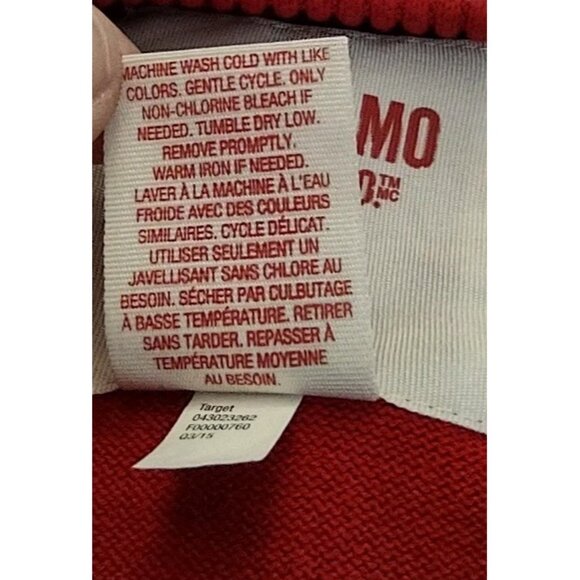 MACHINE WASH COLD WITH LIKE
COLORS. GENTLE CYCLE. ONLY
NON-CHLORINE BLEACH IF
NEEDED. TUMBLE DRY LOW.
REMOVE PROMPTLY.
WARM IRON IF NEEDED.
LAVER À LA MACHINE À L'EAU
FROIDE AVEC DES COULEURS
SIMILAIRES. CYCLE DÉLICAT.
UTILISER SEULEMENT UN
JAVELLISANT SANS CHLORE AU
BESOIN. SÉCHER PAR CULBUTAGE
À BASSE TEMPÉRATURE. RETIRER
SANS TARDER. REPASSER À
TEMPÉRATURE MOYENNE
AU BESOIN.
MO
O.™ MC
Target
043023262
F00000760
Q3/15